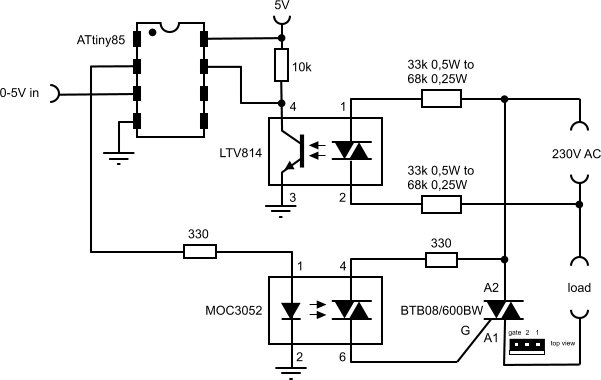 5V
ATtiny85
10k
0-5V in
33k 0,5W to
68k 0,25W
4
1
LTV814
230V AC
3
2
33k 0,5W to
68k 0,25W
330
330
1
4
A2
load
MOC3052
BTB08/600BW
G
A1
gate 2 1
top view
2
6